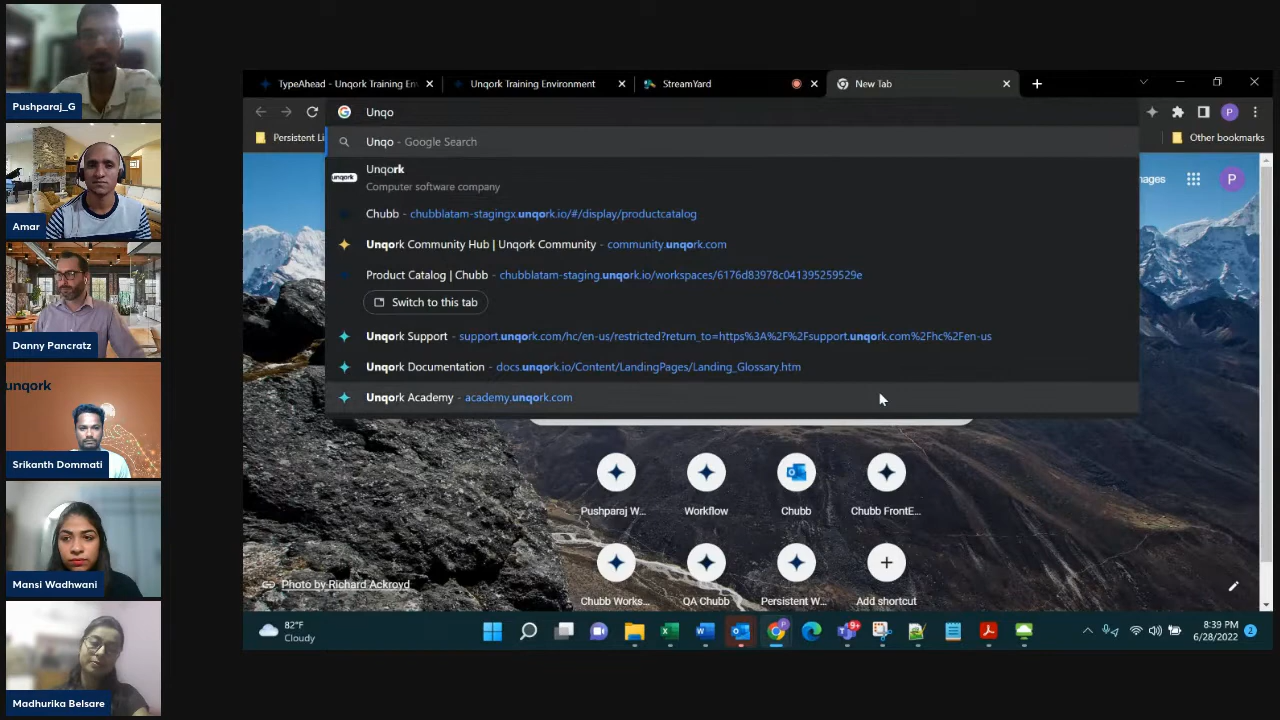 Pushparaj_G
Amar
Danny Pancratz
unqork
Srikanth Dommati
Mansi Wadhwani
Madhurika Belsare
TypeAhead - Unqork Training En
Unqork Training Environment
StreamYard
New Tab
Unqo
Persistent Li
Other bookmarks
Unqo - Google Search
unqork
Unqork
Computer software company
Chubb - chubblatam-stagingx.unqork.io/#/display/productcatalog
Unqork Community Hub | Unqork Community - community.unqork.com
Product Catalog | Chubb - chubblatam-staging.unqork.io/workspaces/6176d83978c041395259529e
Switch to this tab
Unqork Support - support.unqork.com/hc/en-us/restricted?return_to=https%3A%2F%2Fsupport.unqork.com%2Fhc%2Fen-us
Unqork Documentation - docs.unqork.io/Content/LandingPages/Landing_Glossary.htm
Unqork Academy - academy.unqork.com
mages
P
P
Pushparaj W...
Workflow
Chubb
Chubb FrontE...
Chubb Works...
QA Chubb
Persistent W...
Add shortcut
Photo by Richard Ackroyd
82°F
Cloudy
9+
8:39 PM
6/28/2022
2